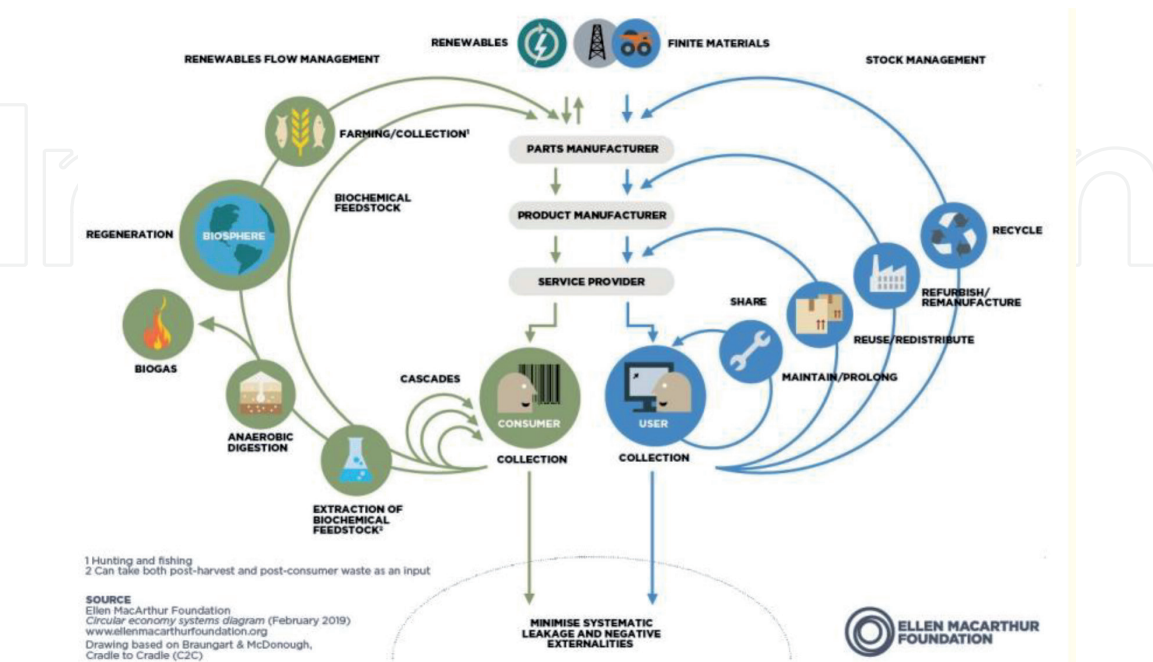 RENEWABLES
FINITE MATERIALS
RENEWABLES FLOW MANAGEMENT
STOCK MANAGEMENT
FARMING/COLLECTION¹
PARTS MANUFACTURER
BIOCHEMICAL
FEEDSTOCK
PRODUCT MANUFACTURER
REGENERATION
BIOSPHERE
RECYCLE
SERVICE PROVIDER
REFURBISH/
REMANUFACTURE
SHARE
REUSE/REDISTRIBUTE
BIOGAS
CASCADES
MAINTAIN/PROLONG
CONSUMER
USER
ANAEROBIC
DIGESTION
COLLECTION
COLLECTION
EXTRACTION OF
BIOCHEMICAL
FEEDSTOCK²
1 Hunting and fishing
2 Can take both post-harvest and post-consumer waste as an input
SOURCE
Ellen MacArthur Foundation
Circular economy systems diagram (February 2019)
www.ellenmacarthurfoundation.org
Drawing based on Braungart & McDonough,
Cradle to Cradle (C2C)
MINIMISE SYSTEMATIC
LEAKAGE AND NEGATIVE
EXTERNALITIES
ELLEN MACARTHUR
FOUNDATION